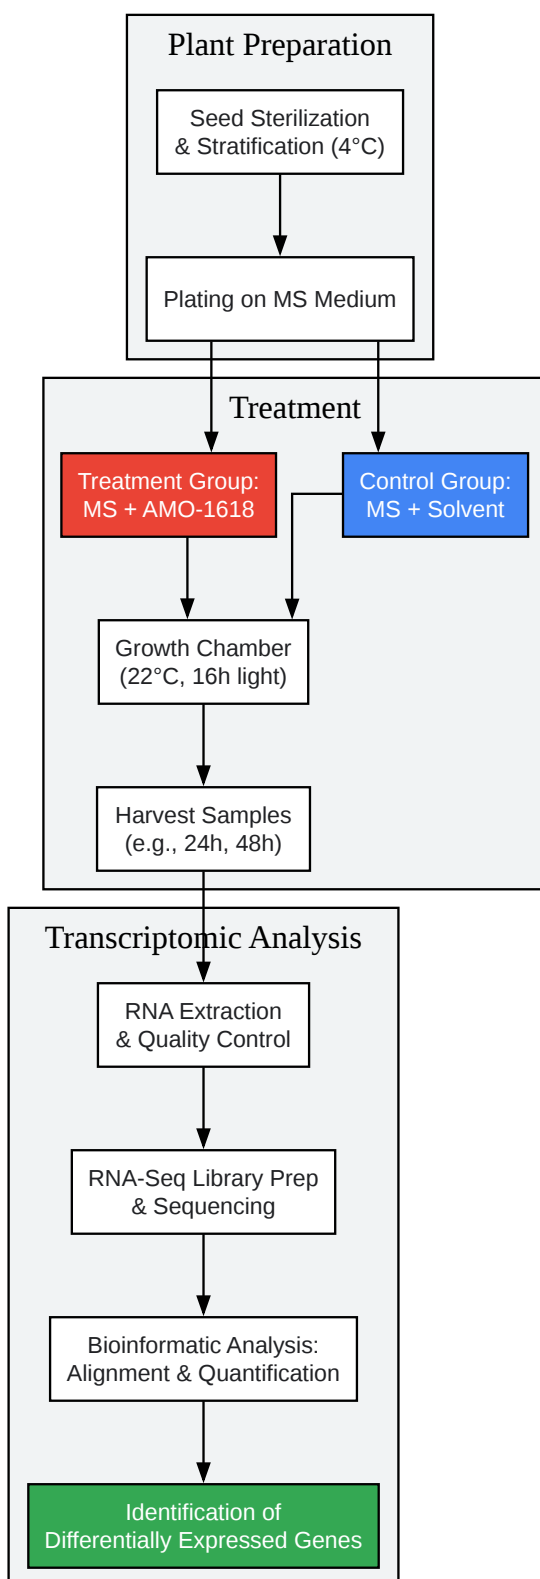 Plant Preparation
Seed Sterilization
& Stratification (4°C)
Plating on MS Medium
Treatment
Treatment Group:
MS + AMO-1618
Control Group:
MS + Solvent
Growth Chamber
(22°C, 16h light)
Harvest Samples
(e.g., 24h, 48h)
Transcriptomic Analysis
RNA Extraction
& Quality Control
RNA-Seq Library Prep
& Sequencing
Bioinformatic Analysis:
Alignment & Quantification
Identification of
Differentially Expressed Genes